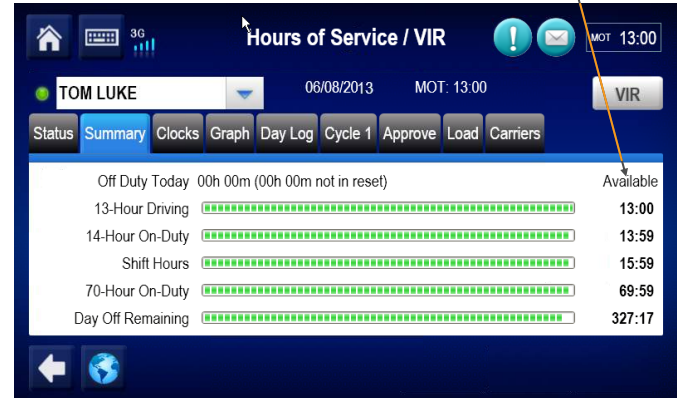 3G
Hours of Service / VIR
!
MOT 13:00
TOM LUKE
06/08/2013 MOT: 13:00
VIR
Status Summary Clocks Graph Day Log Cycle 1 Approve Load Carriers
Off Duty Today 00h 00m (00h 00m not in reset) Available
13-Hour Driving 13:00
14-Hour On-Duty 13:59
Shift Hours 15:59
70-Hour On-Duty 69:59
Day Off Remaining 327:17